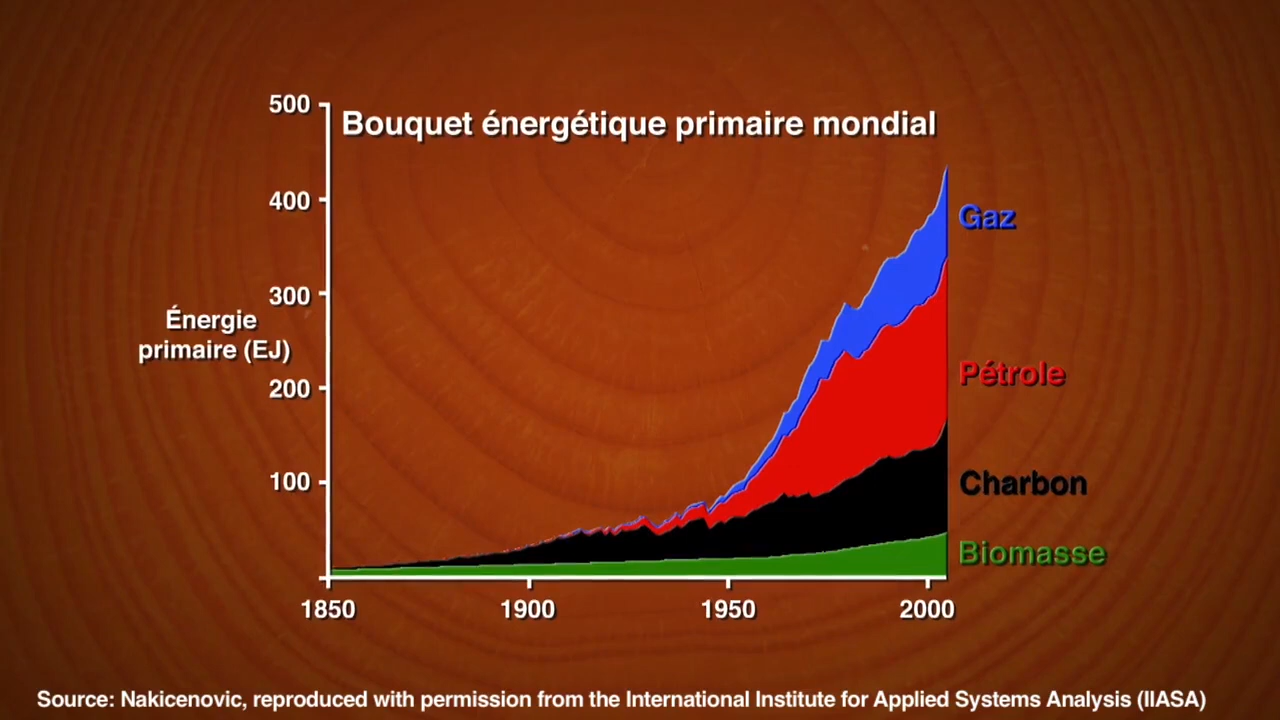 Bouquet énergétique primaire mondial
500
400
300
200
100
Énergie
primaire (EJ)
Gaz
Pétrole
Charbon
Biomasse
1850 1900 1950 2000
Source: Nakicenovic, reproduced with permission from the International Institute for Applied Systems Analysis (IIASA)